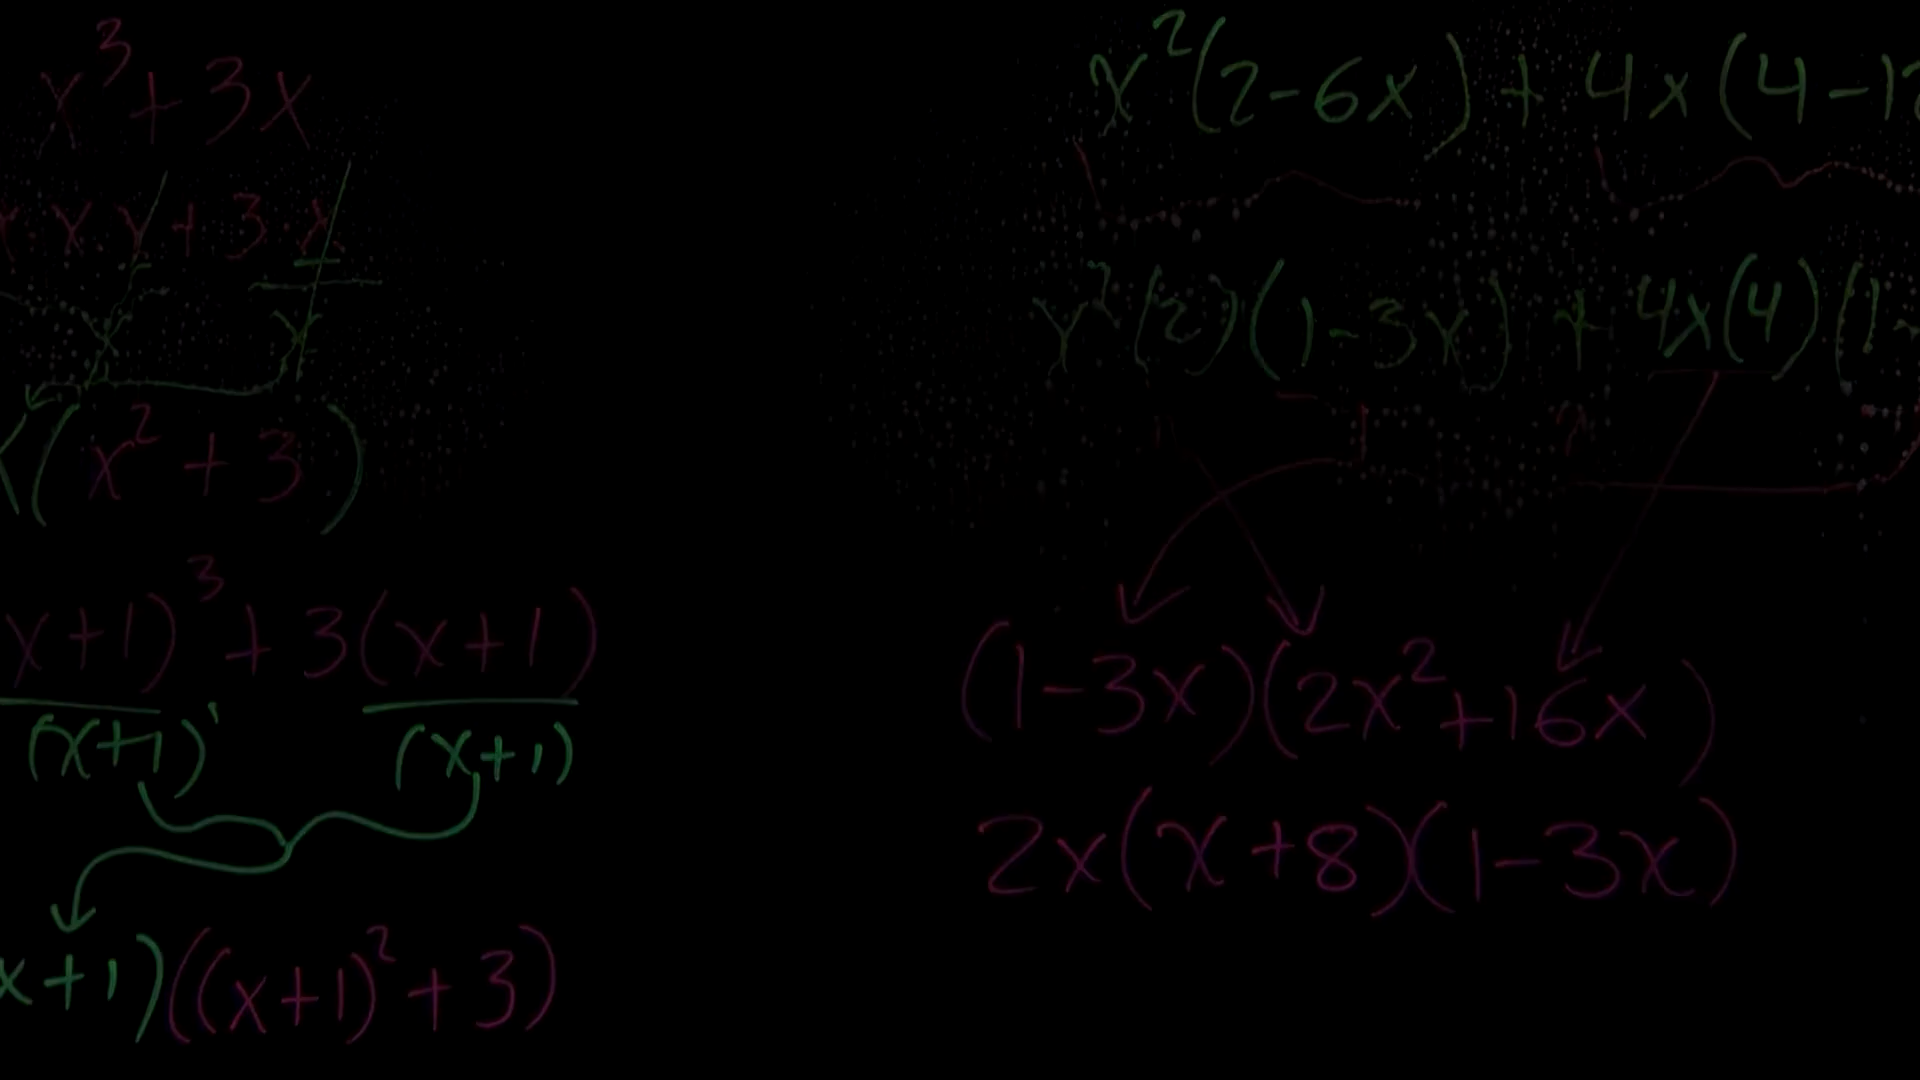 x³ + 3x
x · x x + 3 · x
x x
x(x² + 3)
x+1)³ + 3(x+1)
(x+1)¹ (x+1)
x+1)((x+1)² + 3)
x²(2-6x) + 4x(4-12
x²(2)(1-3x) + 4x(4)(1-
(1-3x)(2x²+16x)
2x(x+8)(1-3x)